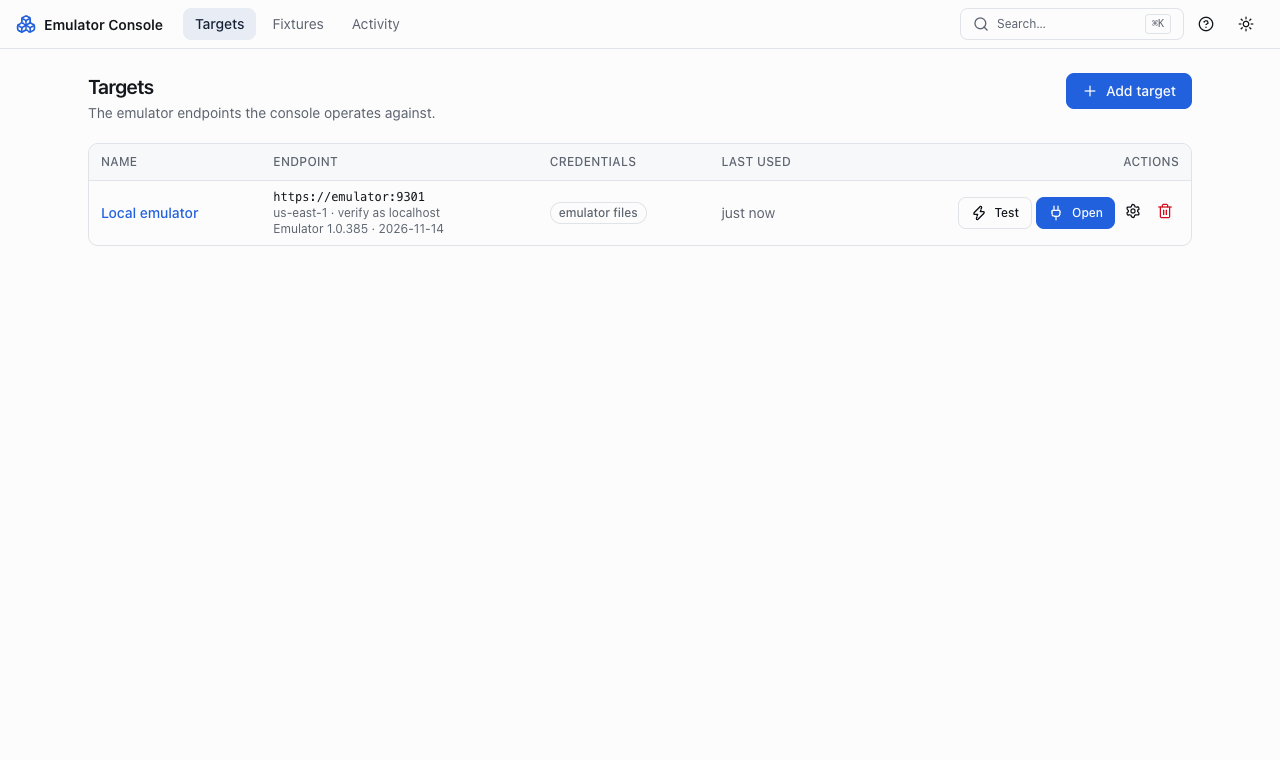 Emulator Console
Targets
Fixtures
Activity
Search...
⌘K
Targets
The emulator endpoints the console operates against.
Add target
NAME
ENDPOINT
CREDENTIALS
LAST USED
ACTIONS
Local emulator
https://emulator:9301
us-east-1 · verify as localhost
Emulator 1.0.385 · 2026-11-14
emulator files
just now
Test
Open